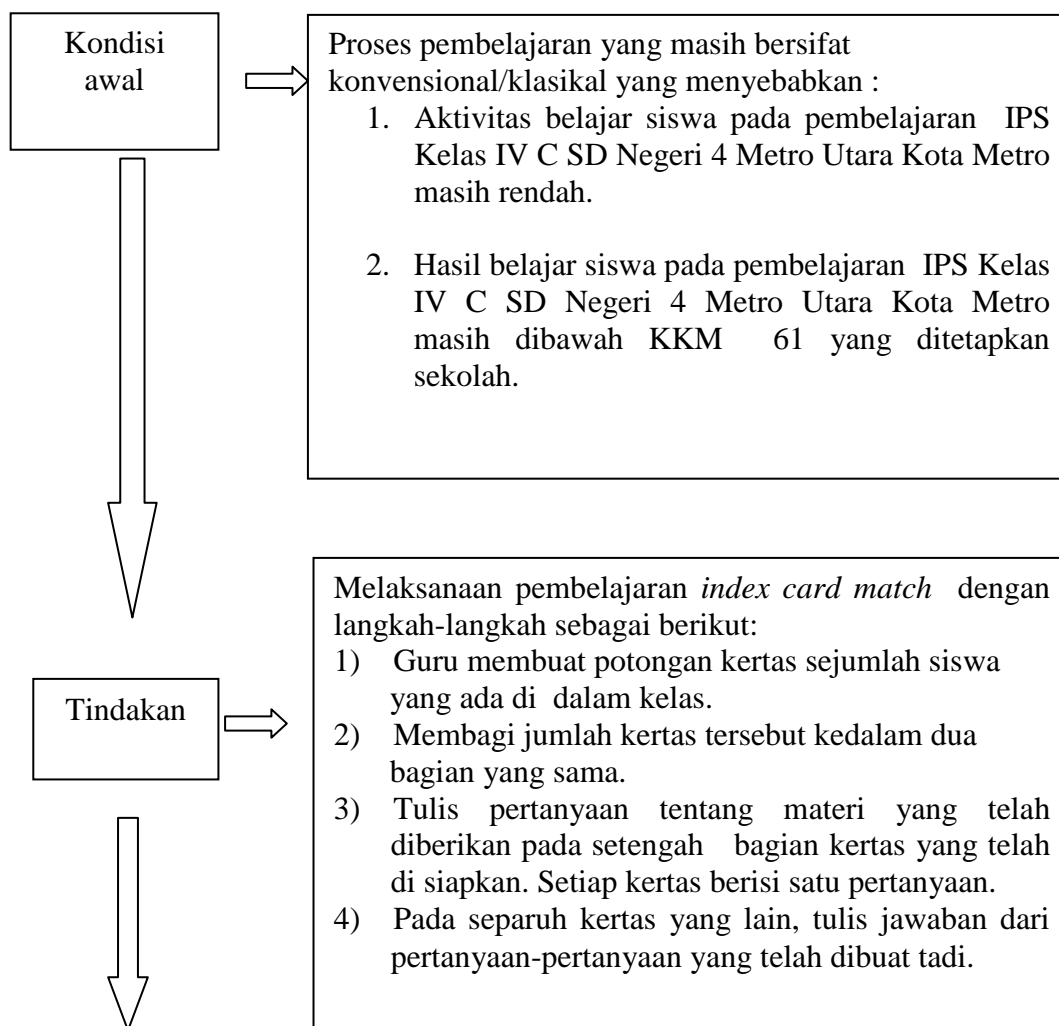 Kondisi
awal
Proses pembelajaran yang masih bersifat
konvensional/klasikal yang menyebabkan :
1. Aktivitas belajar siswa pada pembelajaran IPS
Kelas IV C SD Negeri 4 Metro Utara Kota Metro
masih rendah.
2. Hasil belajar siswa pada pembelajaran IPS Kelas
IV C SD Negeri 4 Metro Utara Kota Metro
masih dibawah KKM 61 yang ditetapkan
sekolah.
Tindakan
Melaksanaan pembelajaran index card match dengan
langkah-langkah sebagai berikut:
1) Guru membuat potongan kertas sejumlah siswa
yang ada di dalam kelas.
2) Membagi jumlah kertas tersebut kedalam dua
bagian yang sama.
3) Tulis pertanyaan tentang materi yang telah
diberikan pada setengah bagian kertas yang telah
di siapkan. Setiap kertas berisi satu pertanyaan.
4) Pada separuh kertas yang lain, tulis jawaban dari
pertanyaan-pertanyaan yang telah dibuat tadi.